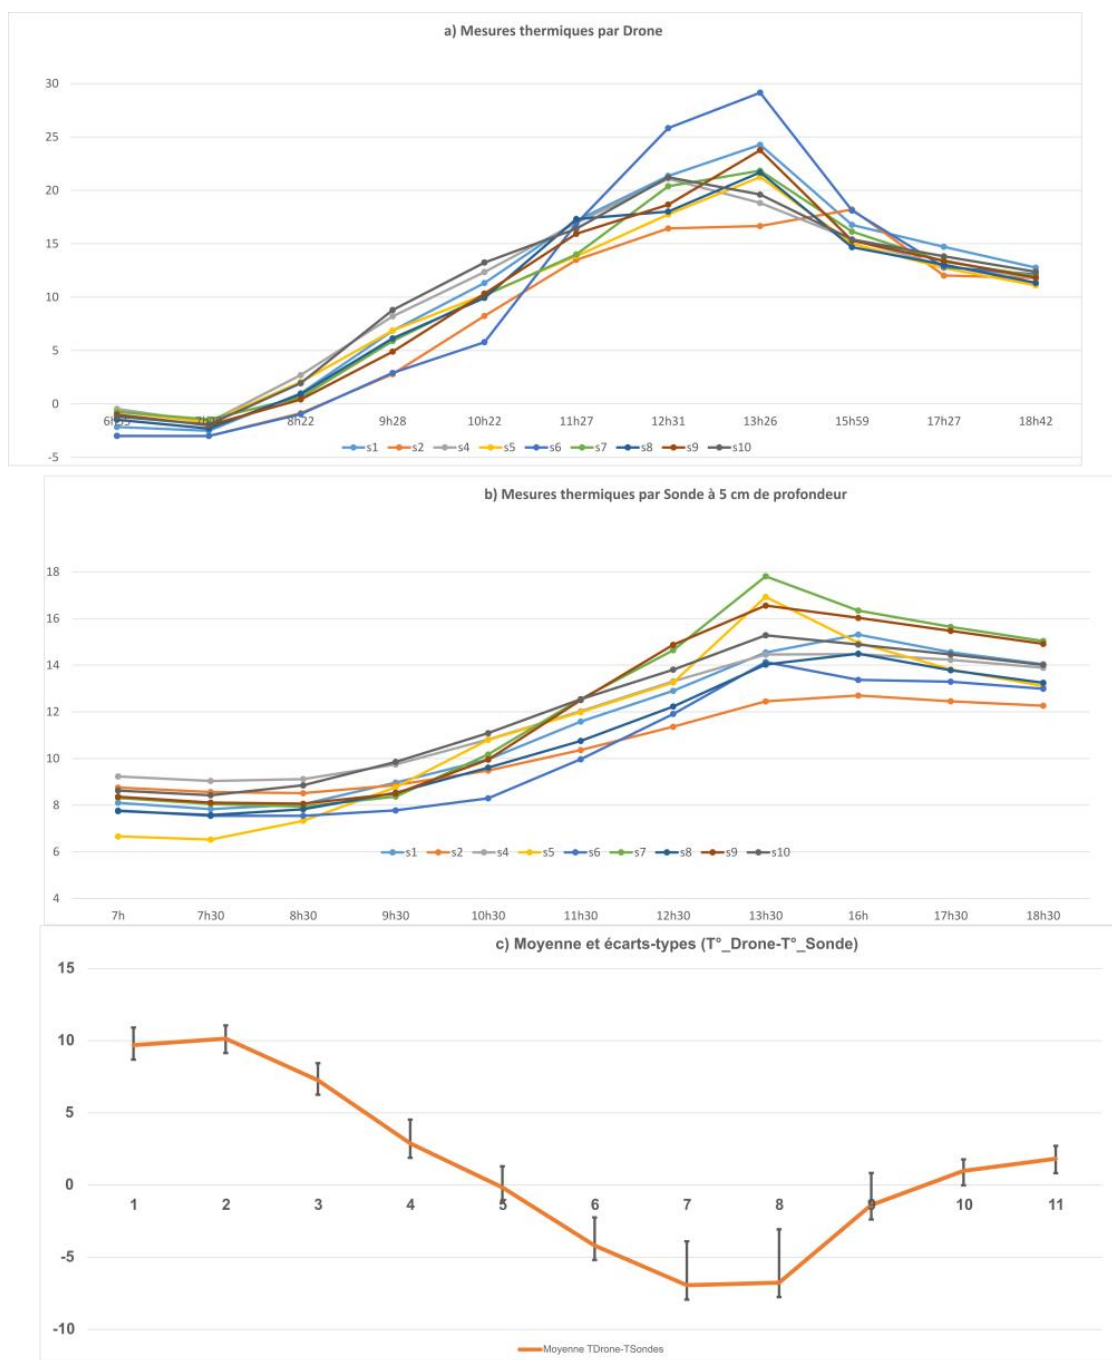 a) Mesures thermiques par Drone
30
25
20
15
10
5
0
-5
8h22 9h28 10h22 11h27 12h31 13h26 15h59 17h27 18h42
s1 s2 s4 s5 s6 s7 s8 s9 s10
b) Mesures thermiques par Sonde à 5 cm de profondeur
18
16
14
12
10
8
6
4
s1 s2 s4 s5 s6 s7 s8 s9 s10
7h 7h30 8h30 9h30 10h30 11h30 12h30 13h30 16h 17h30 18h30
c) Moyenne et écarts-types (T°_Drone-T°_Sonde)
15
10
5
0
1 2 3 4 5 6 7 8 9 10 11
-5
-10
Moyenne TDrone-TSondes